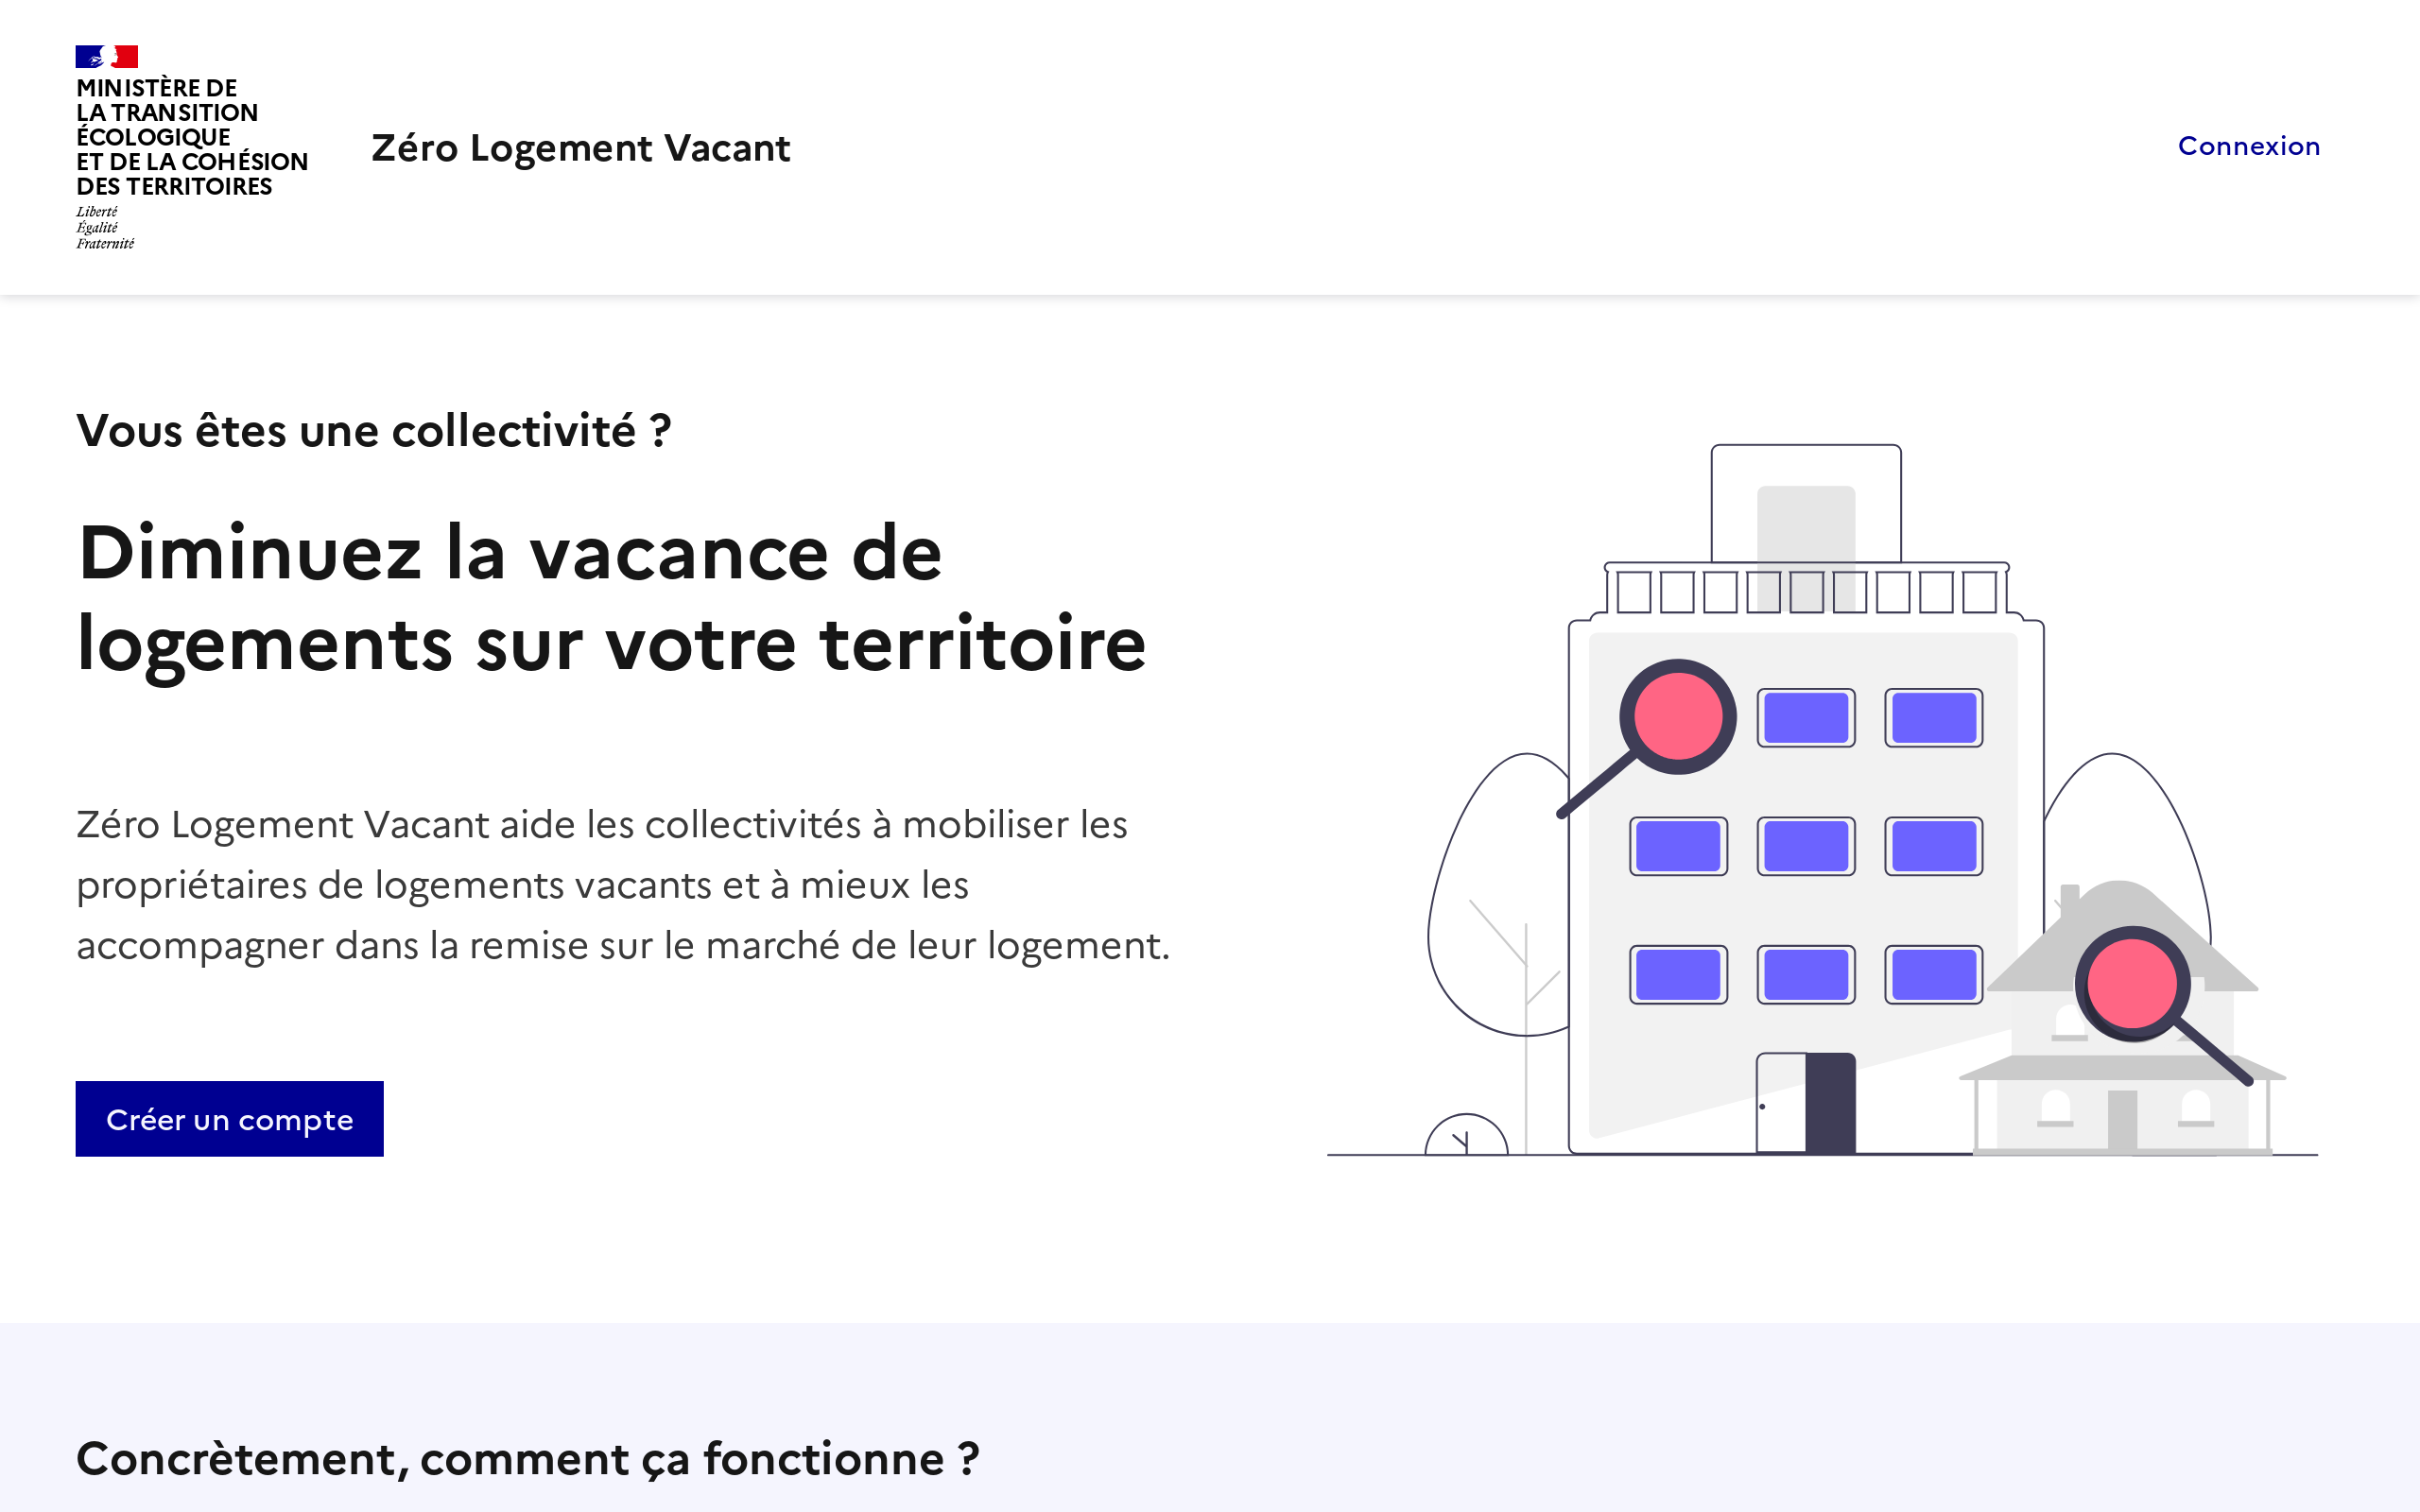 MINISTÈRE DE
LA TRANSITION
ÉCOLOGIQUE
ET DE LA COHÉSION
DES TERRITOIRES
Liberté
Égalité
Fraternité
Zéro Logement Vacant
Connexion
Vous êtes une collectivité ?
Diminuez la vacance de
logements sur votre territoire
Zéro Logement Vacant aide les collectivités à mobiliser les
propriétaires de logements vacants et à mieux les
accompagner dans la remise sur le marché de leur logement.
Créer un compte
Concrètement, comment ça fonctionne ?